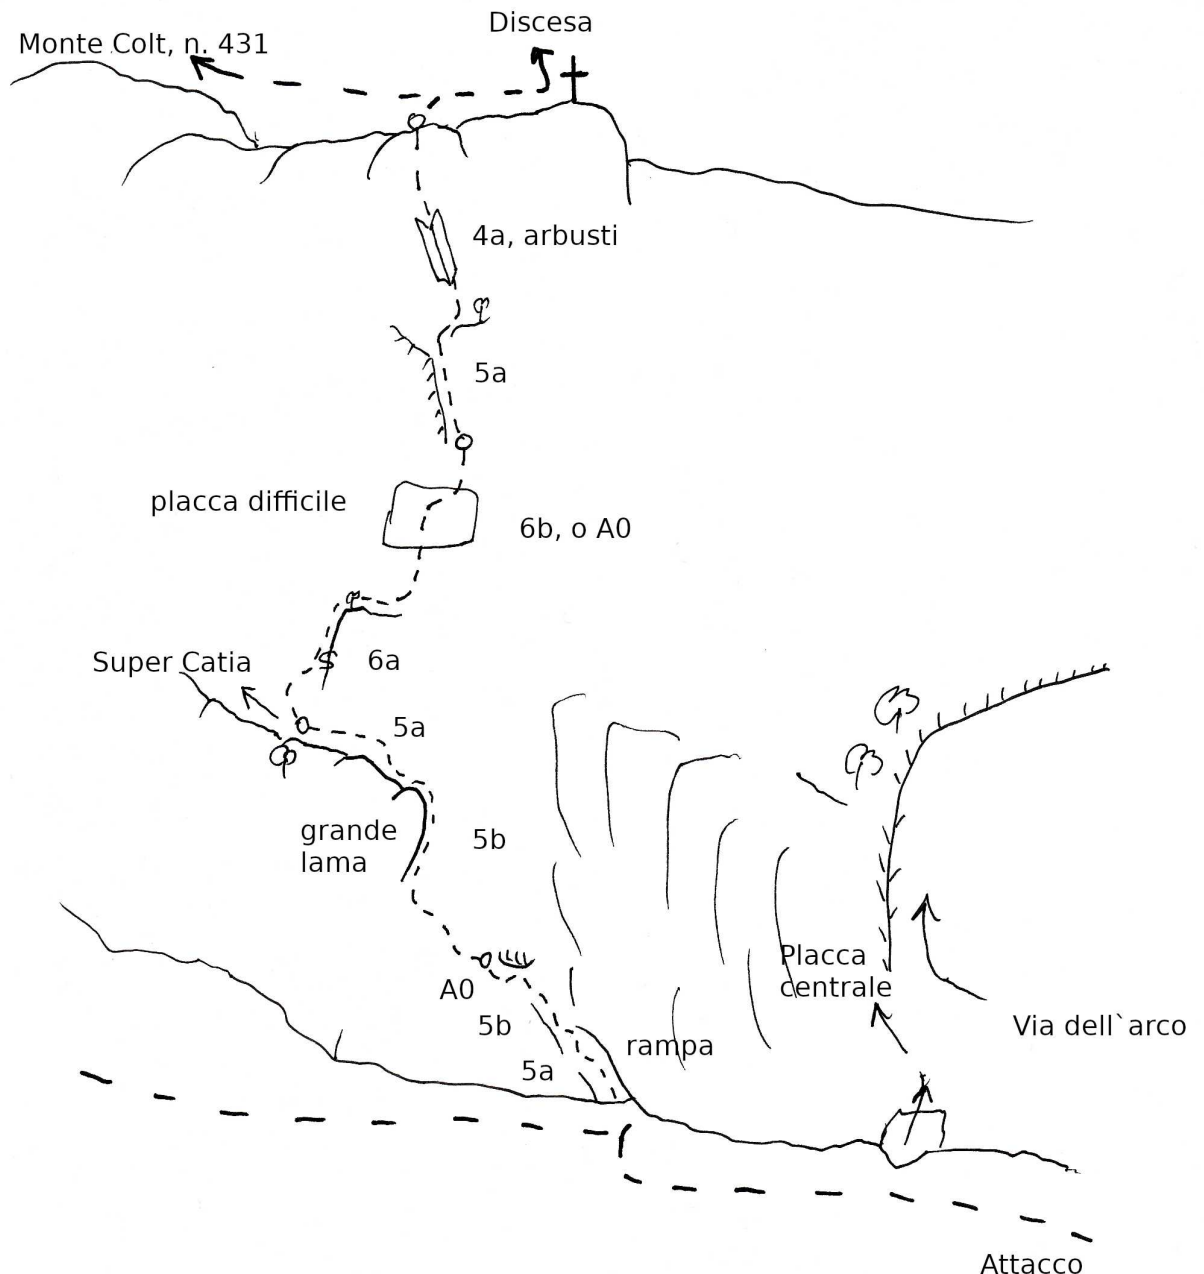 Discesa
Monte Colt, n. 431
4a, arbusti
5a
placca difficile
6b, o A0
Super Catia
6a
5a
grande
lama
5b
Placca
centrale
A0
5b
Via dell`arco
rampa
5a
Attacco